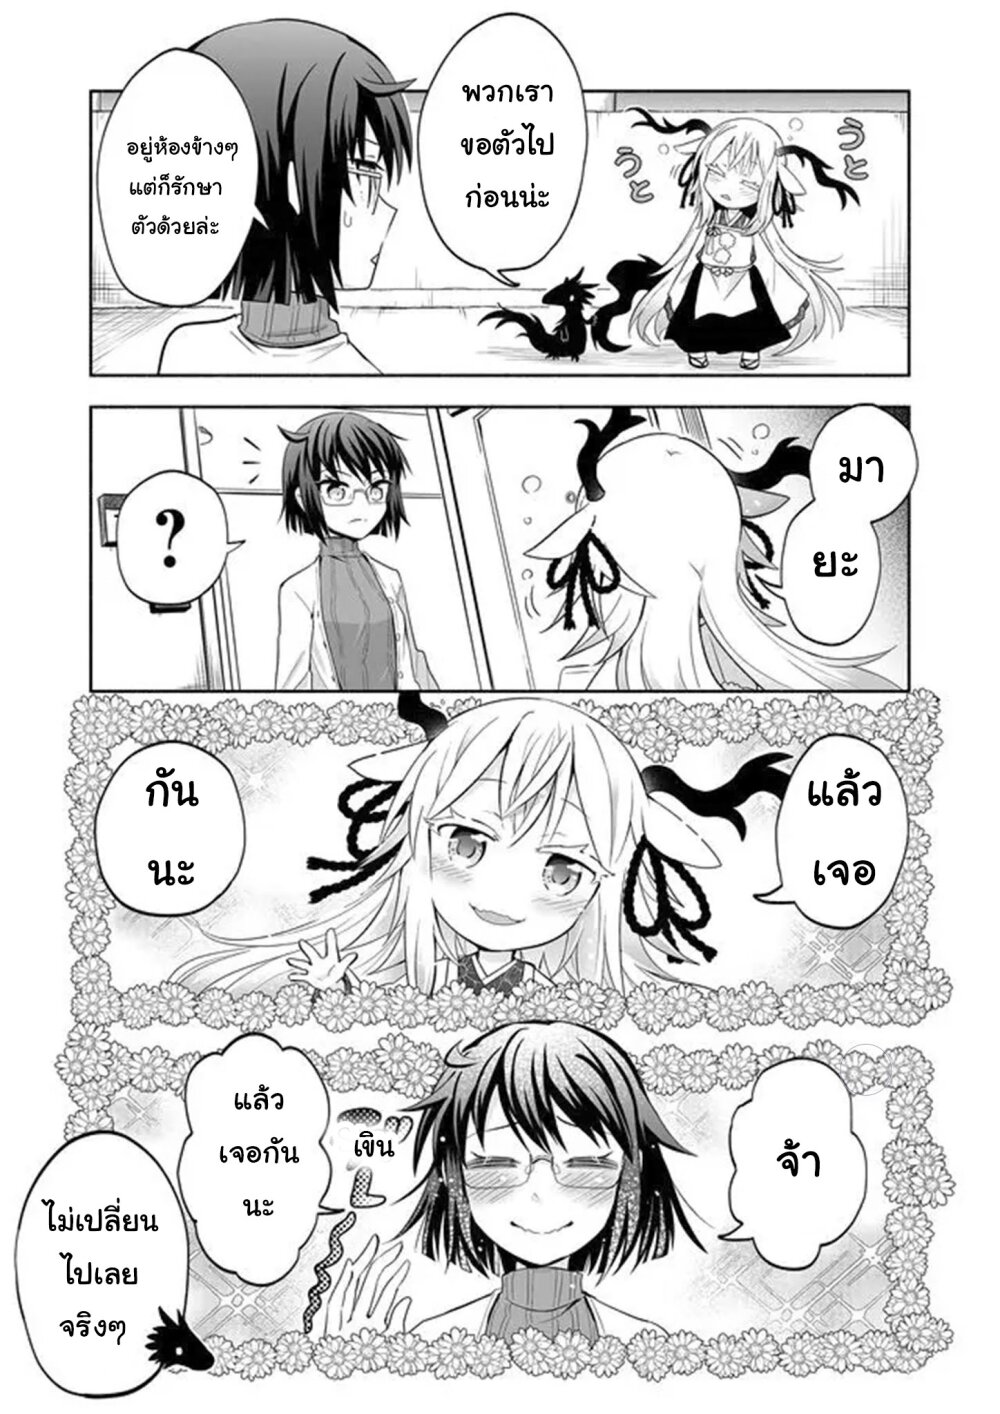 พวกเรา
ขอตัวไป
ก่อนน่ะ
อยู่ห้องข้างๆ
แต่ก็รักษา
ตัวด้วยล่ะ
うと
うと
มา
ยะ
?
แล้ว
เจอ
กัน
นะ
จ้า
เขิน
แล้ว
เจอกัน
นะ
ไม่เปลี่ยน
ไปเลย
จริงๆ